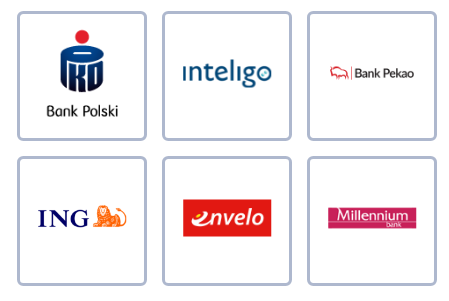 PKO
Bank Polski
inteligo
Bank Pekao
ING
envelo
Millennium
bank